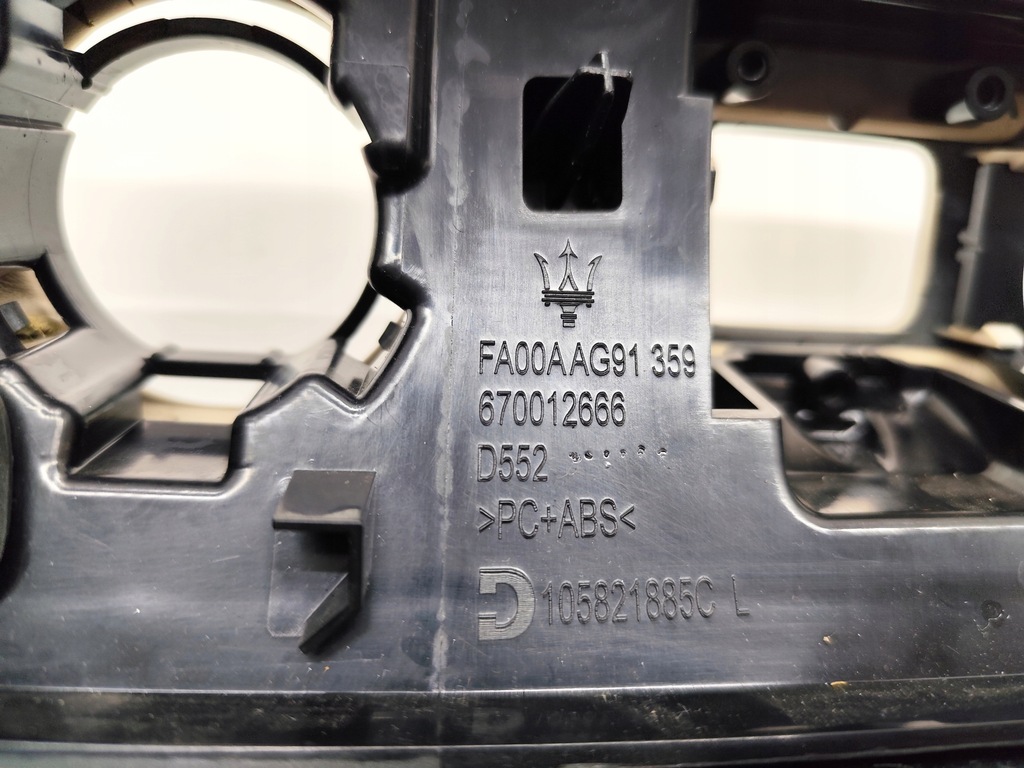 FA00AAG91 359
670012666
D552
>PC+ABS<
D 105821885C L